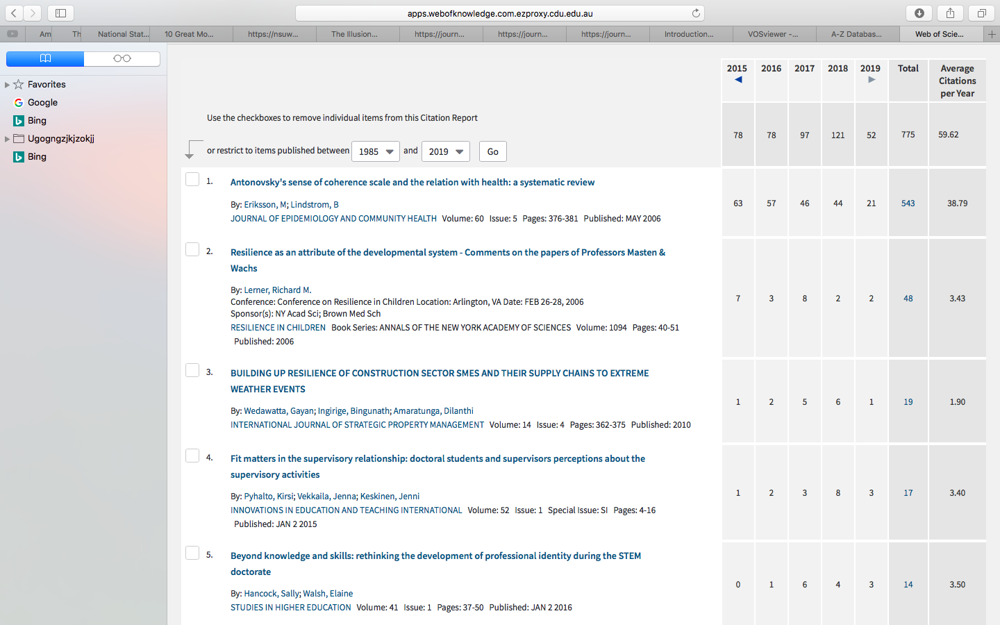 apps.webofknowledge.com.ezproxy.cdu.edu.au
Am
Th
National Stat...
10 Great Mo...
https://nsuw...
The Illusion...
https://journ...
https://journ...
https://journ...
Introduction...
VOSviewer -...
A-Z Databas...
Web of Scie...
Favorites
Google
Bing
Ugogngzjkjzokjj
Bing
2015 2016 2017 2018 2019 Total Average
Citations
per Year
Use the checkboxes to remove individual items from this Citation Report
or restrict to items published between 1985 and 2019 Go
78 78 97 121 52 775 59.62
1. Antonovsky's sense of coherence scale and the relation with health: a systematic review
By: Eriksson, M; Lindstrom, B
JOURNAL OF EPIDEMIOLOGY AND COMMUNITY HEALTH Volume: 60 Issue: 5 Pages: 376-381 Published: MAY 2006
63 57 46 44 21 543 38.79
2. Resilience as an attribute of the developmental system - Comments on the papers of Professors Masten &
Wachs
By: Lerner, Richard M.
Conference: Conference on Resilience in Children Location: Arlington, VA Date: FEB 26-28, 2006
Sponsor(s): NY Acad Sci; Brown Med Sch
RESILIENCE IN CHILDREN Book Series: ANNALS OF THE NEW YORK ACADEMY OF SCIENCES Volume: 1094 Pages: 40-51
Published: 2006
7 3 8 2 2 48 3.43
3. BUILDING UP RESILIENCE OF CONSTRUCTION SECTOR SMES AND THEIR SUPPLY CHAINS TO EXTREME
WEATHER EVENTS
By: Wedawatta, Gayan; Ingirige, Bingunath; Amaratunga, Dilanthi
INTERNATIONAL JOURNAL OF STRATEGIC PROPERTY MANAGEMENT Volume: 14 Issue: 4 Pages: 362-375 Published: 2010
1 2 5 6 1 19 1.90
4. Fit matters in the supervisory relationship: doctoral students and supervisors perceptions about the
supervisory activities
By: Pyhalto, Kirsi; Vekkaila, Jenna; Keskinen, Jenni
INNOVATIONS IN EDUCATION AND TEACHING INTERNATIONAL Volume: 52 Issue: 1 Special Issue: SI Pages: 4-16
Published: JAN 2 2015
1 2 3 8 3 17 3.40
5. Beyond knowledge and skills: rethinking the development of professional identity during the STEM
doctorate
By: Hancock, Sally; Walsh, Elaine
STUDIES IN HIGHER EDUCATION Volume: 41 Issue: 1 Pages: 37-50 Published: JAN 2 2016
0 1 6 4 3 14 3.50